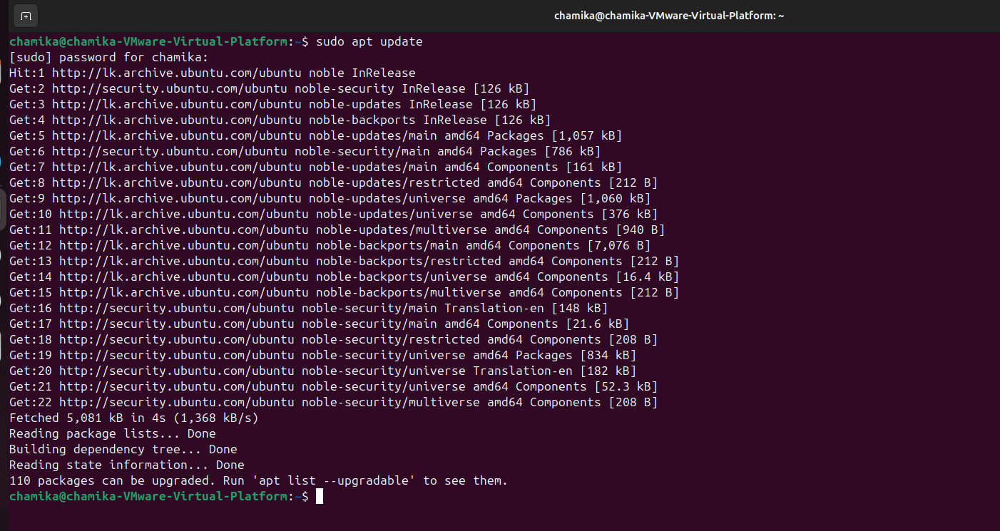 chamika@chamika-VMware-Virtual-Platform: ~
chamika@chamika-VMware-Virtual-Platform:~$ sudo apt update
[sudo] password for chamika:
Hit:1 http://lk.archive.ubuntu.com/ubuntu noble InRelease
Get:2 http://security.ubuntu.com/ubuntu noble-security InRelease [126 kB]
Get:3 http://lk.archive.ubuntu.com/ubuntu noble-updates InRelease [126 kB]
Get:4 http://lk.archive.ubuntu.com/ubuntu noble-backports InRelease [126 kB]
Get:5 http://lk.archive.ubuntu.com/ubuntu noble-updates/main amd64 Packages [1,057 kB]
Get:6 http://security.ubuntu.com/ubuntu noble-security/main amd64 Packages [786 kB]
Get:7 http://lk.archive.ubuntu.com/ubuntu noble-updates/main amd64 Components [161 kB]
Get:8 http://lk.archive.ubuntu.com/ubuntu noble-updates/restricted amd64 Components [212 B]
Get:9 http://lk.archive.ubuntu.com/ubuntu noble-updates/universe amd64 Packages [1,060 kB]
Get:10 http://lk.archive.ubuntu.com/ubuntu noble-updates/universe amd64 Components [376 kB]
Get:11 http://lk.archive.ubuntu.com/ubuntu noble-updates/multiverse amd64 Components [940 B]
Get:12 http://lk.archive.ubuntu.com/ubuntu noble-backports/main amd64 Components [7,076 B]
Get:13 http://lk.archive.ubuntu.com/ubuntu noble-backports/restricted amd64 Components [212 B]
Get:14 http://lk.archive.ubuntu.com/ubuntu noble-backports/universe amd64 Components [16.4 kB]
Get:15 http://lk.archive.ubuntu.com/ubuntu noble-backports/multiverse amd64 Components [212 B]
Get:16 http://security.ubuntu.com/ubuntu noble-security/main Translation-en [148 kB]
Get:17 http://security.ubuntu.com/ubuntu noble-security/main amd64 Components [21.6 kB]
Get:18 http://security.ubuntu.com/ubuntu noble-security/restricted amd64 Components [208 B]
Get:19 http://security.ubuntu.com/ubuntu noble-security/universe amd64 Packages [834 kB]
Get:20 http://security.ubuntu.com/ubuntu noble-security/universe Translation-en [182 kB]
Get:21 http://security.ubuntu.com/ubuntu noble-security/universe amd64 Components [52.3 kB]
Get:22 http://security.ubuntu.com/ubuntu noble-security/multiverse amd64 Components [208 B]
Fetched 5,081 kB in 4s (1,368 kB/s)
Reading package lists... Done
Building dependency tree... Done
Reading state information... Done
110 packages can be upgraded. Run 'apt list --upgradable' to see them.
chamika@chamika-VMware-Virtual-Platform:~$